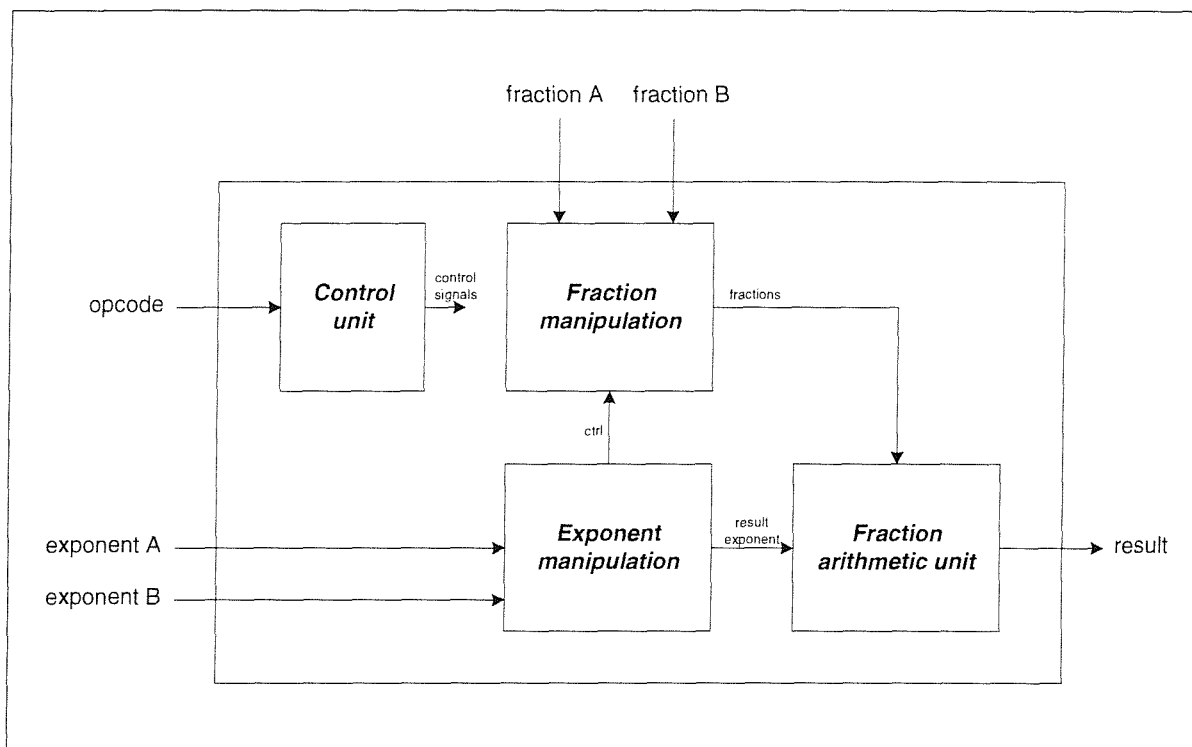 fraction A
fraction B
opcode
Control
unit
control
signals
Fraction
manipulation
fractions
ctrl
exponent A
exponent B
Exponent
manipulation
result
exponent
Fraction
arithmetic unit
result